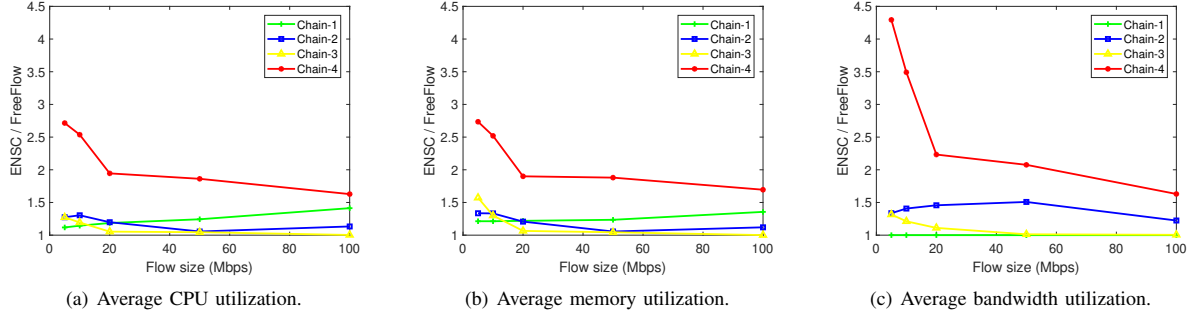 4.5
4
3.5
3
2.5
2
1.5
1
ENSC / FreeFlow
Chain-1
Chain-2
Chain-3
Chain-4
0 20 40 60 80 100
Flow size (Mbps)
(a) Average CPU utilization.
4.5
4
3.5
3
2.5
2
1.5
1
ENSC / FreeFlow
Chain-1
Chain-2
Chain-3
Chain-4
0 20 40 60 80 100
Flow size (Mbps)
(b) Average memory utilization.
4.5
4
3.5
3
2.5
2
1.5
1
ENSC / FreeFlow
Chain-1
Chain-2
Chain-3
Chain-4
0 20 40 60 80 100
Flow size (Mbps)
(c) Average bandwidth utilization.